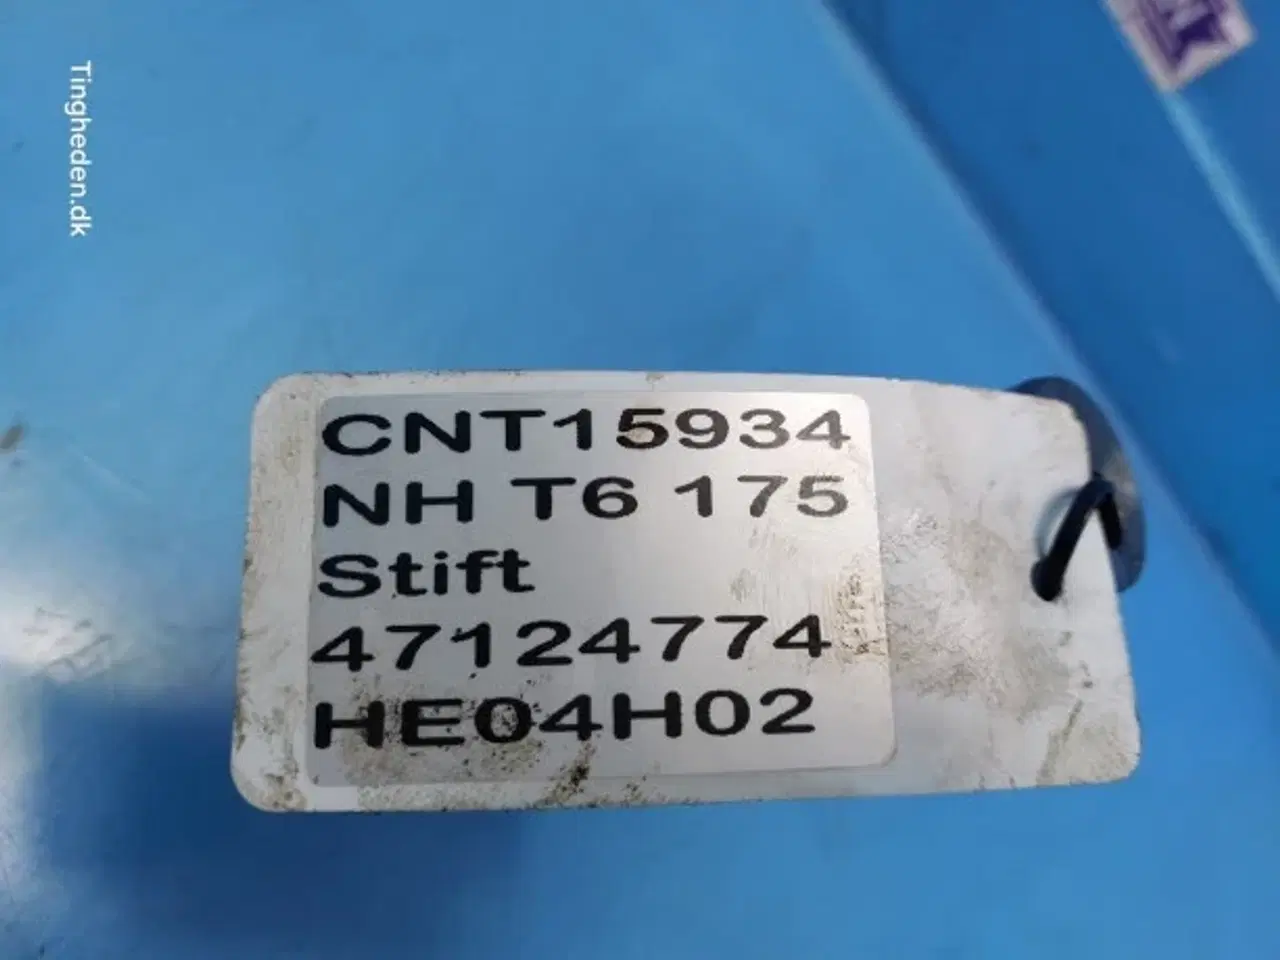 Tingheden.dk
CNT15934
NH T6 175
Stift
47124774
HE04H02